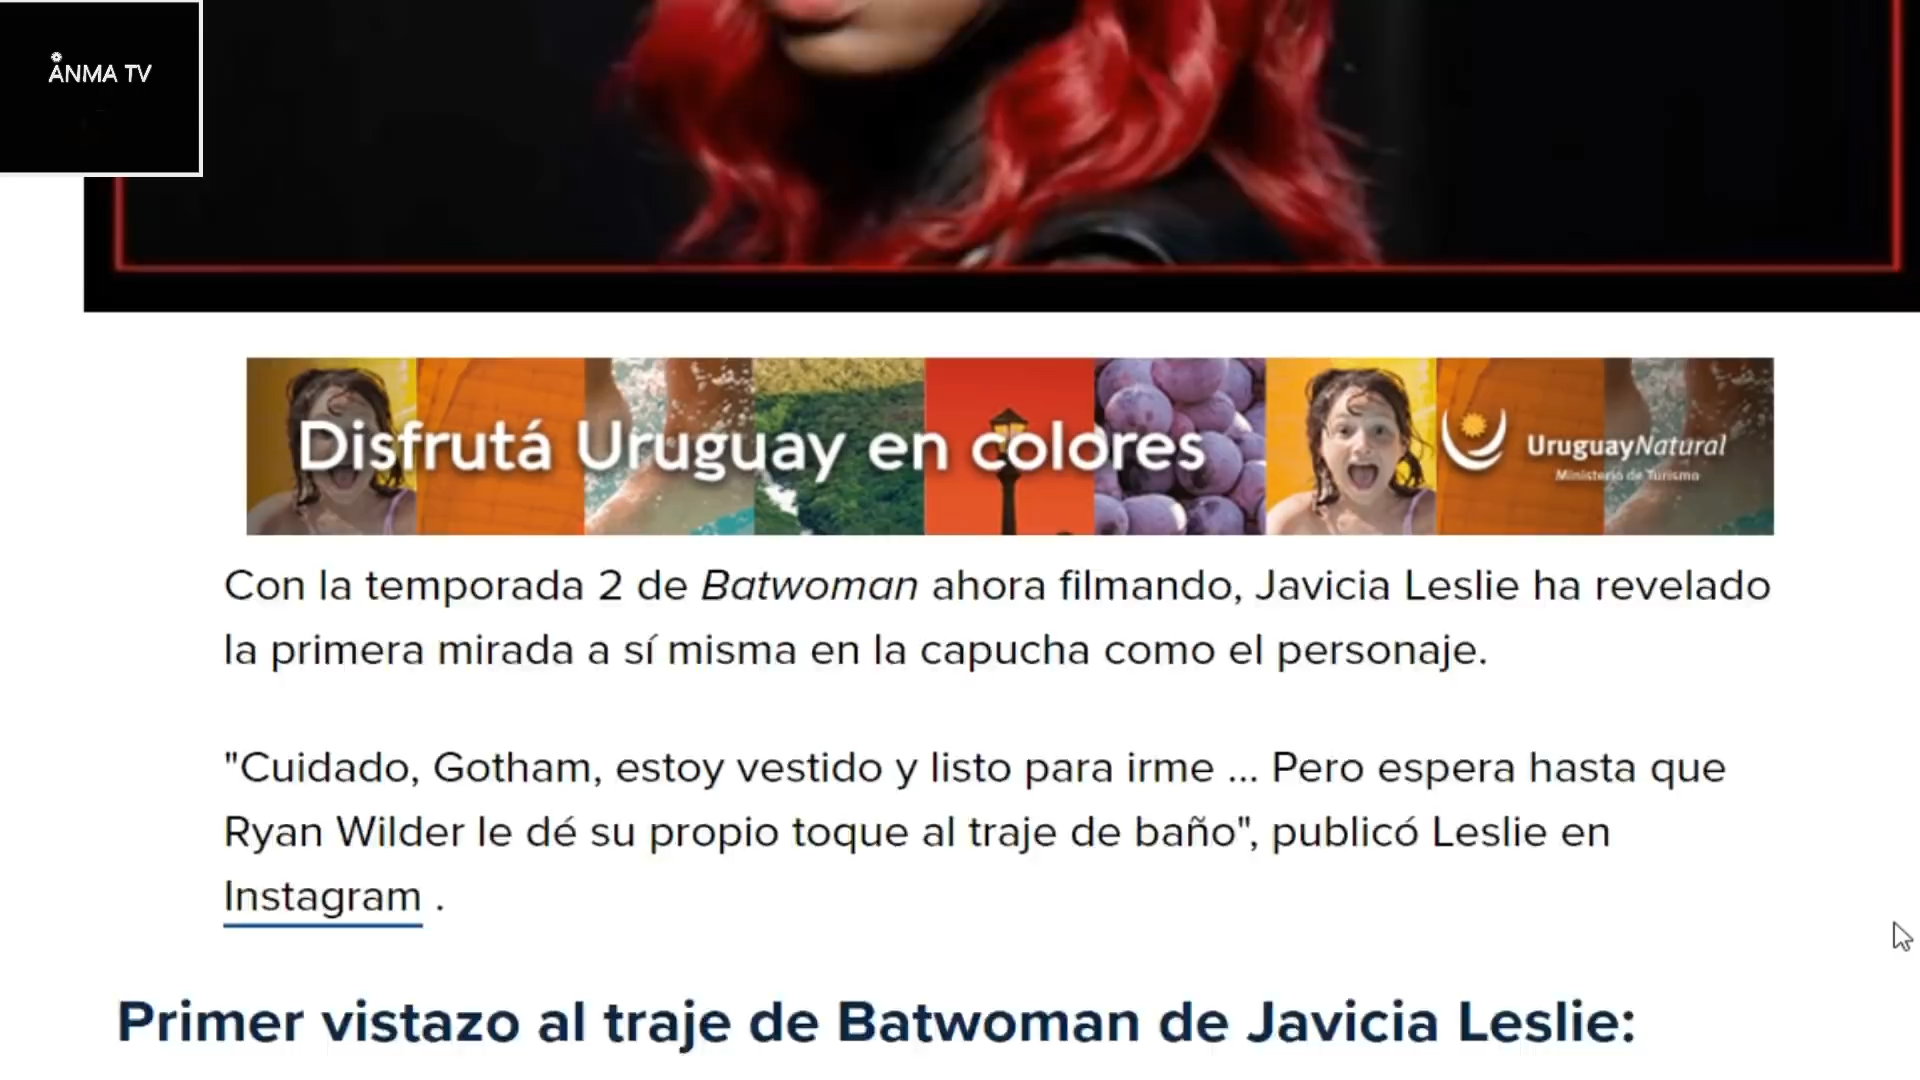 ANMA TV
Disfrutá Uruguay en colores
UruguayNatural
Ministerio de Turismo
Con la temporada 2 de Batwoman ahora filmando, Javicia Leslie ha revelado
la primera mirada a sí misma en la capucha como el personaje.
"Cuidado, Gotham, estoy vestido y listo para irme ... Pero espera hasta que
Ryan Wilder le dé su propio toque al traje de baño", publicó Leslie en
Instagram .
Primer vistazo al traje de Batwoman de Javicia Leslie: